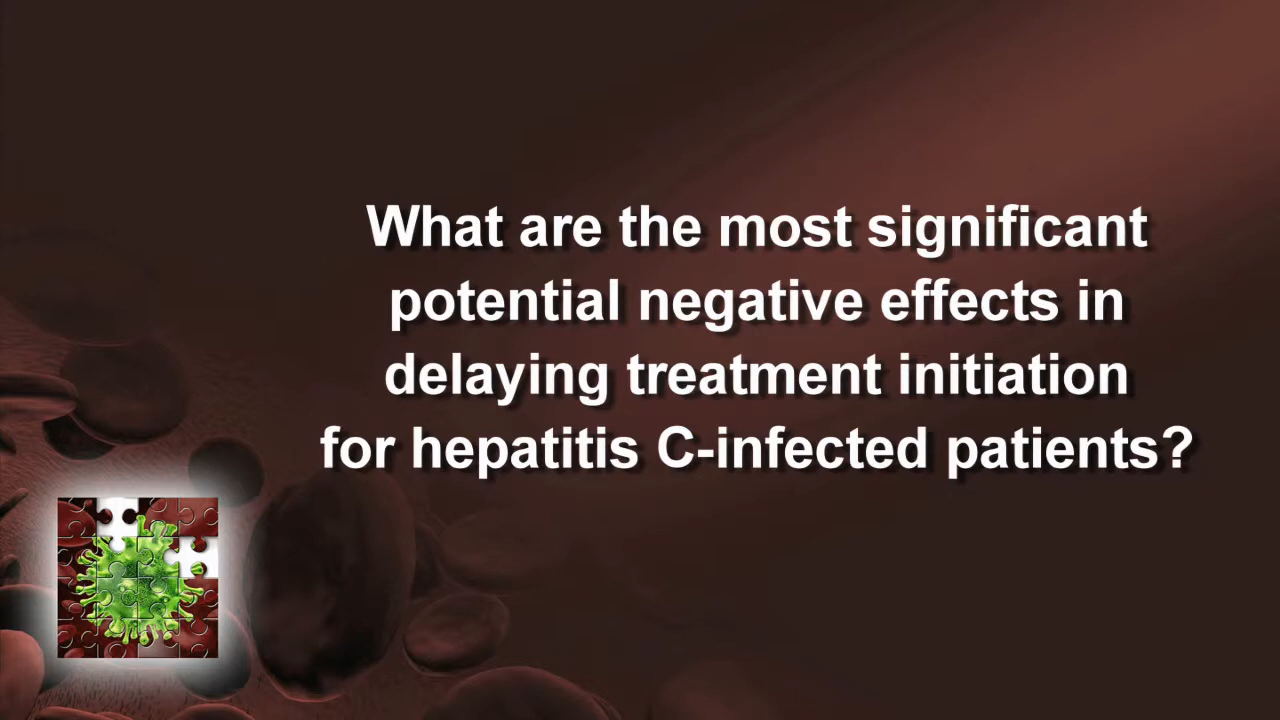 What are the most significant
potential negative effects in
delaying treatment initiation
for hepatitis C-infected patients?